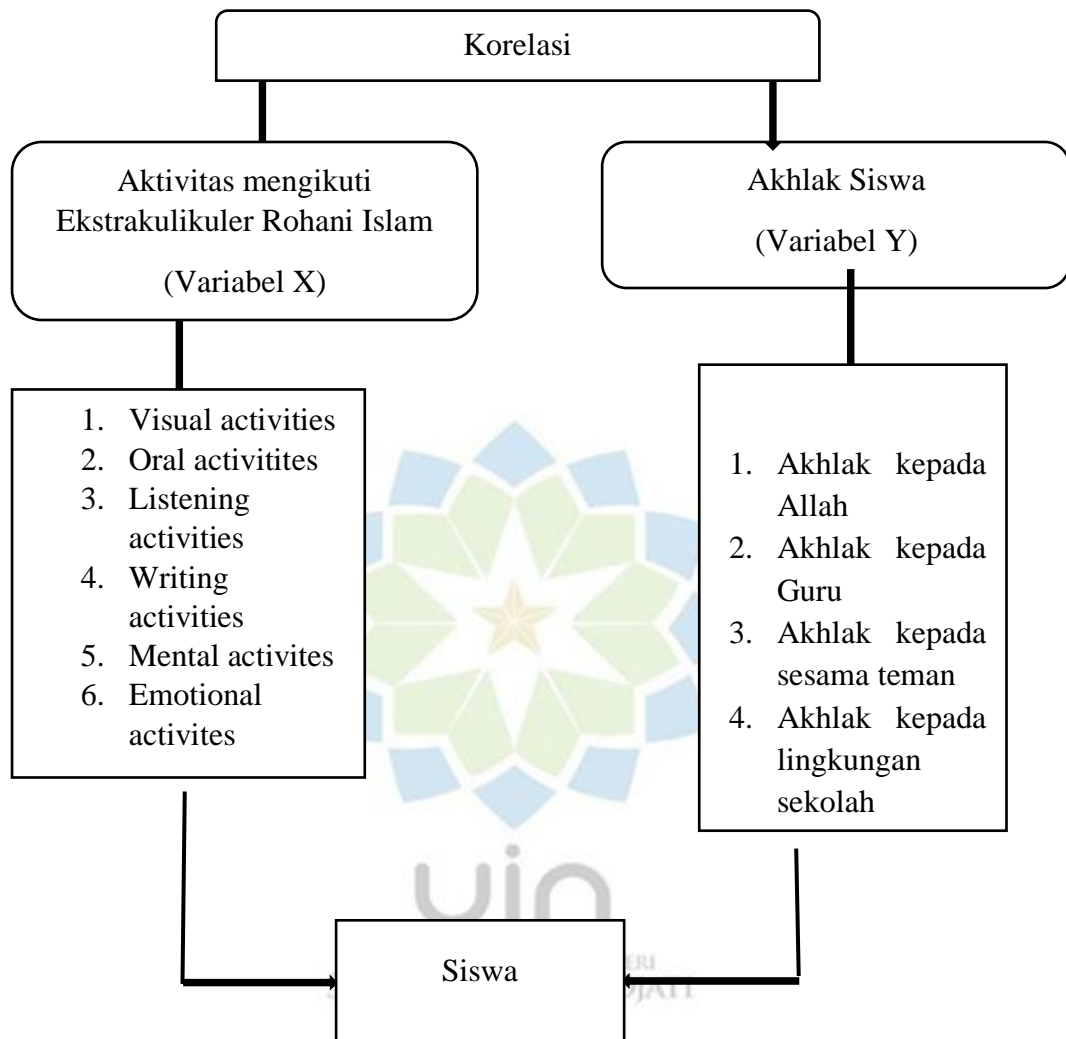 Korelasi
Aktivitas mengikuti
Ekstrakulikuler Rohani Islam
(Variabel X)
Akhlak Siswa
(Variabel Y)
1. Visual activities
2. Oral activitites
3. Listening
activities
4. Writing
activities
5. Mental activites
6. Emotional
activites
1. Akhlak kepada
Allah
2. Akhlak kepada
Guru
3. Akhlak kepada
sesama teman
4. Akhlak kepada
lingkungan
sekolah
uin
Siswa